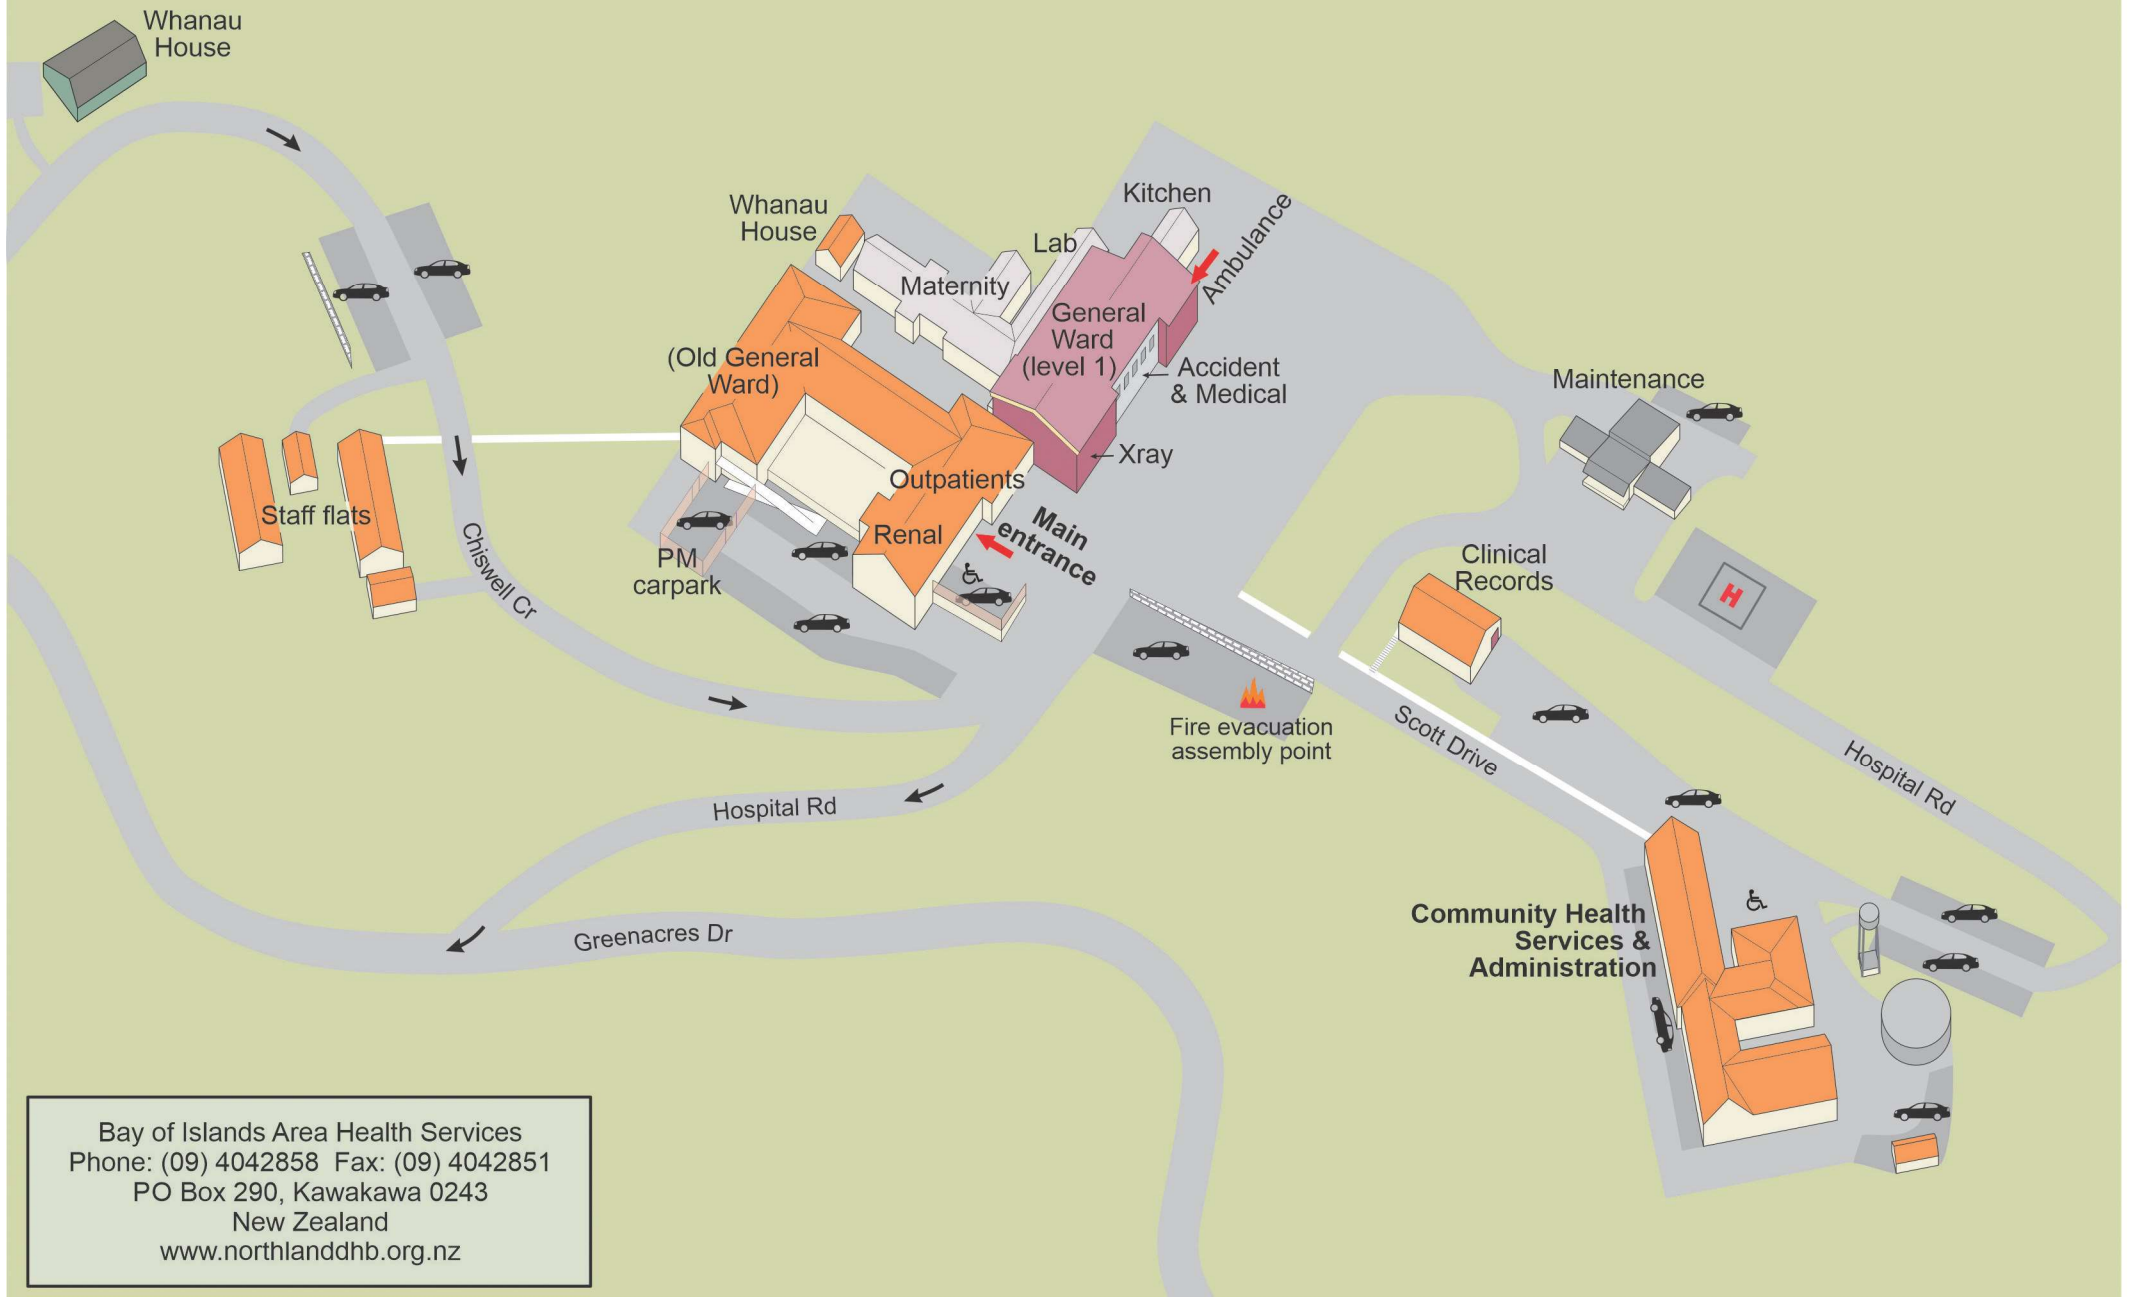 Whanau
House
Kitchen
Ambulance
Whanau
House
Lab
Maternity
General
Ward
(level 1)
(Old General
Ward)
Accident
& Medical
Maintenance
Xray
Outpatients
Staff flats
Renal
Main
entrance
PM
carpark
Clinical
Records
H
Chiswell Cr
Fire evacuation
assembly point
Scott Drive
Hospital Rd
Hospital Rd
Greenacres Dr
Community Health
Services &
Administration
Bay of Islands Area Health Services
Phone: (09) 4042858 Fax: (09) 4042851
PO Box 290, Kawakawa 0243
New Zealand
www.northlanddhb.org.nz